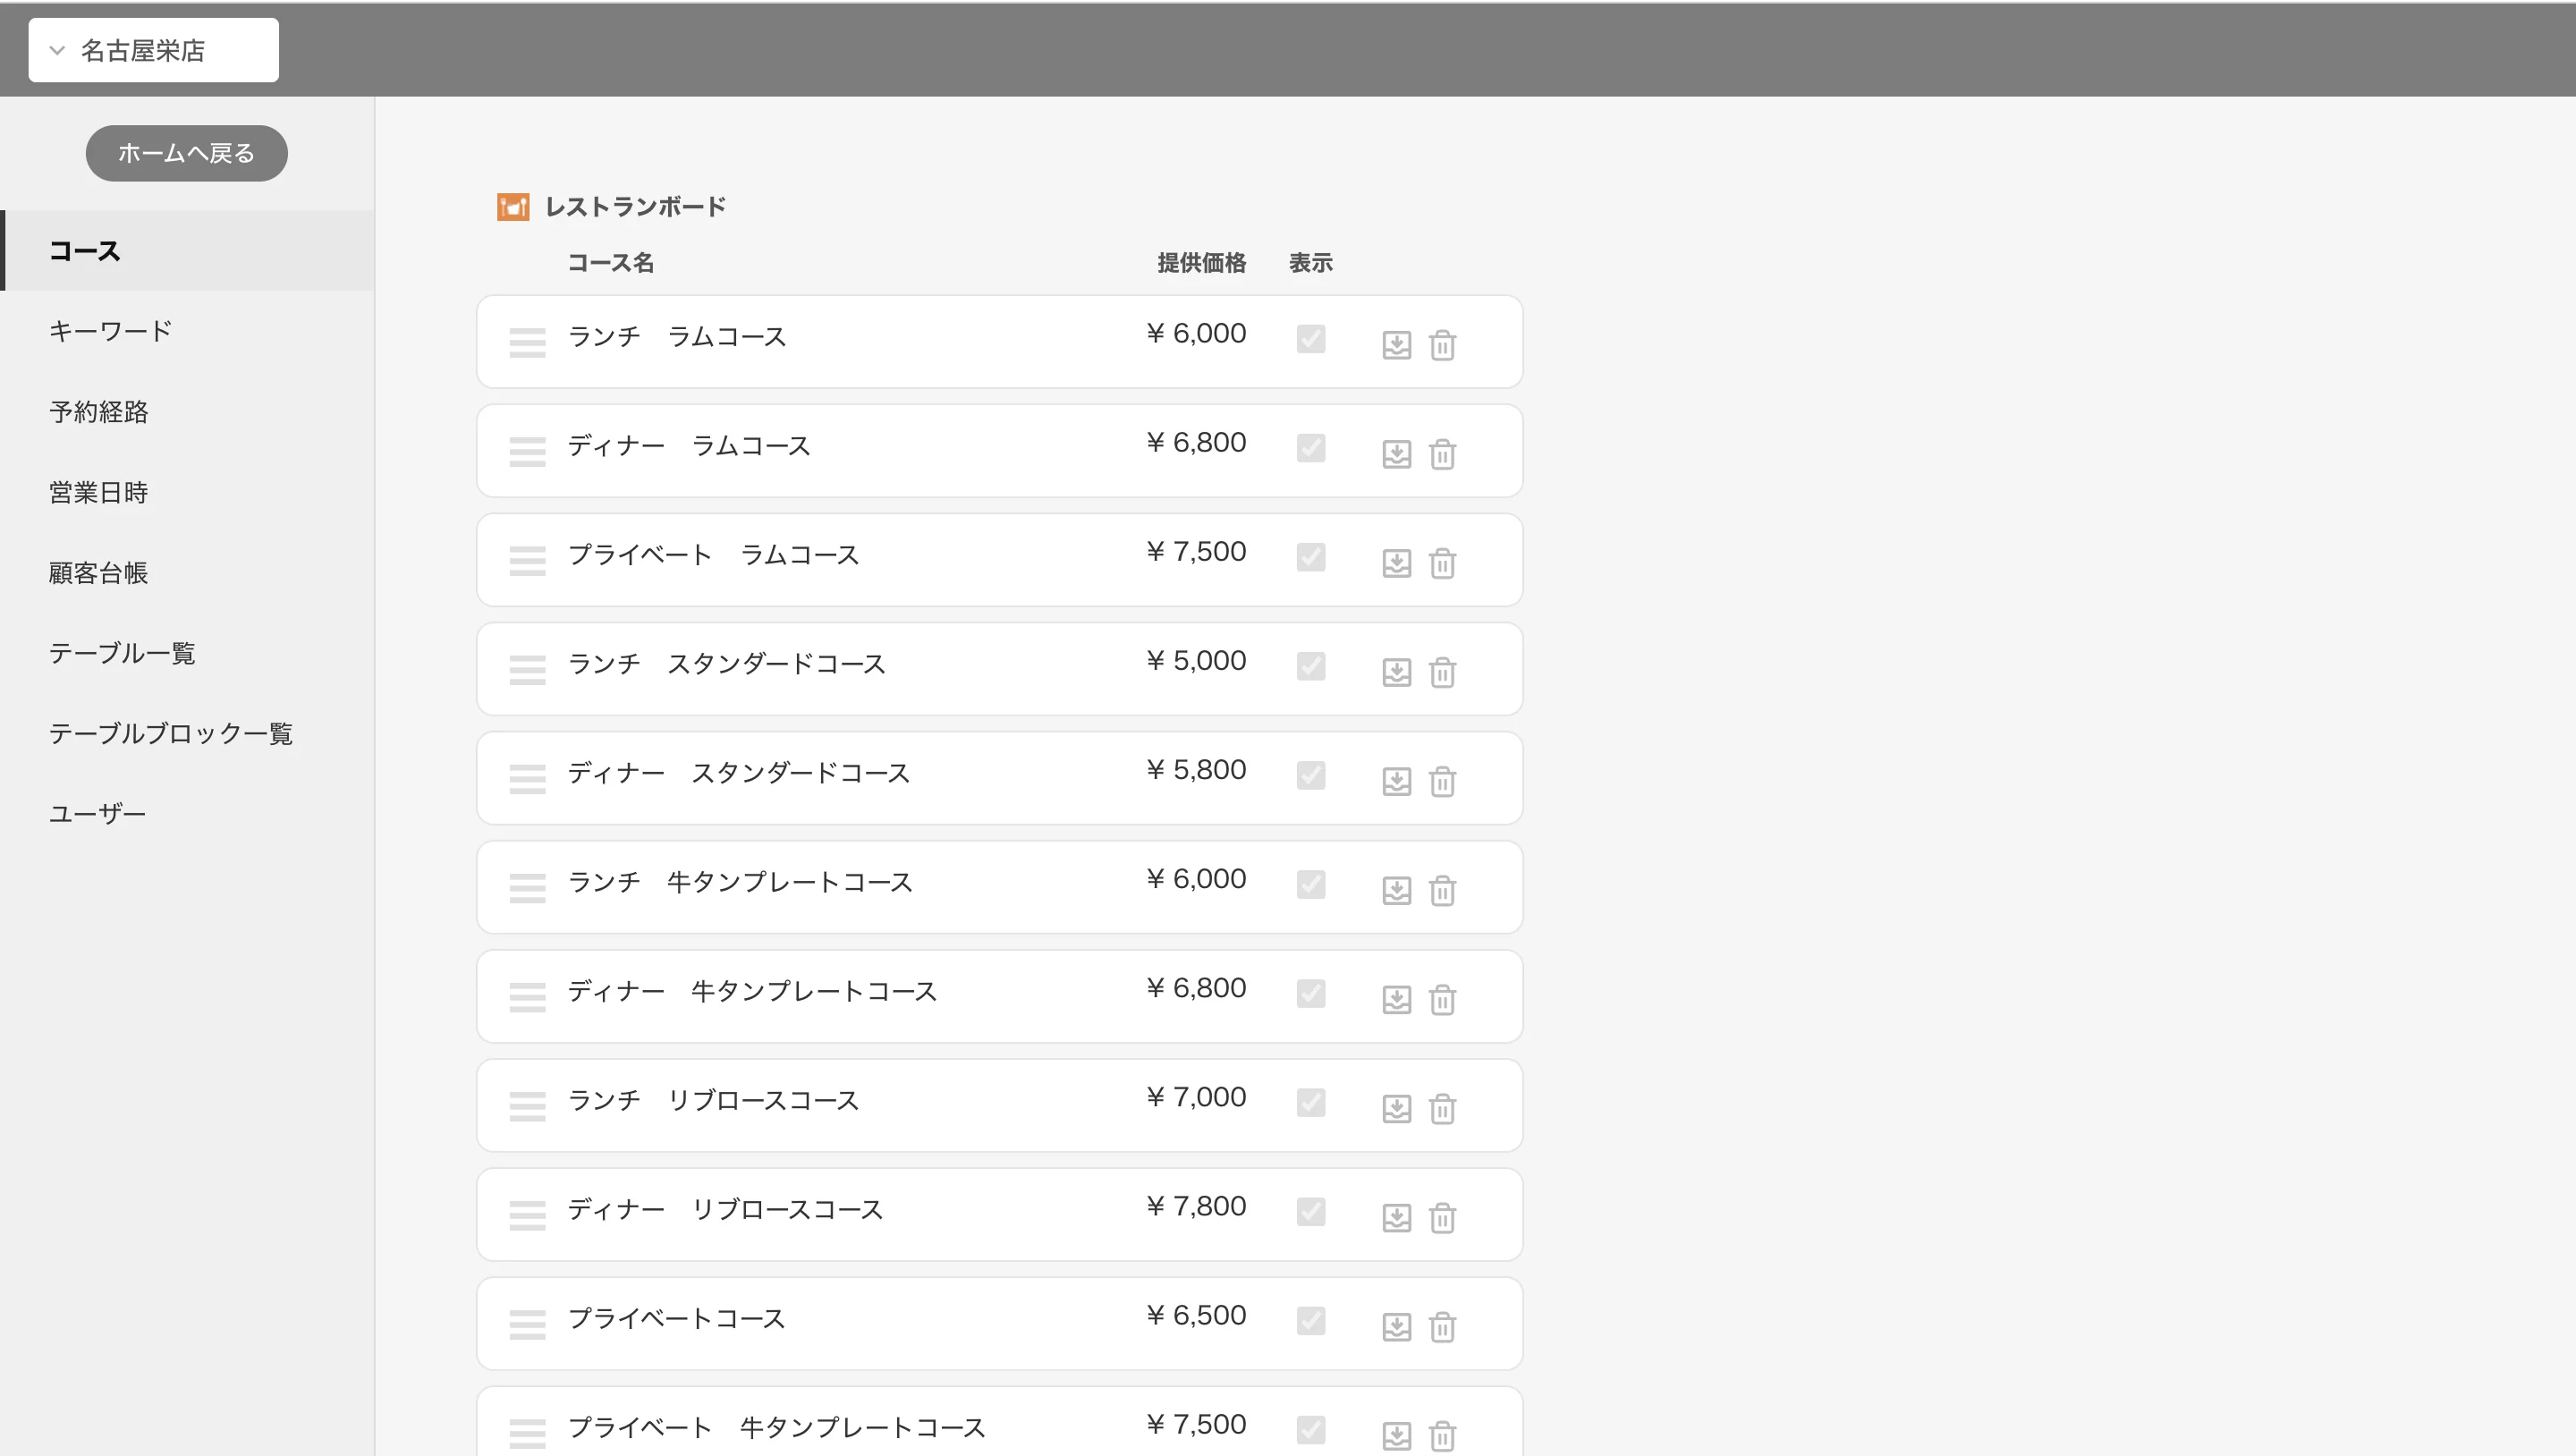 名古屋栄店
ホームへ戻る
コース
キーワード
予約経路
営業日時
顧客台帳
テーブル一覧
テーブルブロック一覧
ユーザー
レストランボード
コース名 提供価格 表示
ランチ　ラムコース ¥ 6,000
ディナー　ラムコース ¥ 6,800
プライベート　ラムコース ¥ 7,500
ランチ　スタンダードコース ¥ 5,000
ディナー　スタンダードコース ¥ 5,800
ランチ　牛タンプレートコース ¥ 6,000
ディナー　牛タンプレートコース ¥ 6,800
ランチ　リブロースコース ¥ 7,000
ディナー　リブロースコース ¥ 7,800
プライベートコース ¥ 6,500
プライベート　牛タンプレートコース ¥ 7,500